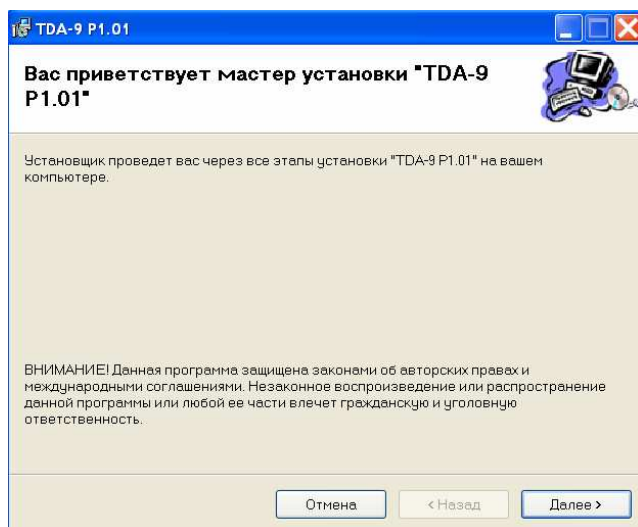 TDA-9 P1.01
Вас приветствует мастер установки "TDA-9
P1.01"
Установщик проведет вас через все этапы установки "TDA-9 P1.01" на вашем
компьютере.
ВНИМАНИЕ! Данная программа защищена законами об авторских правах и
международными соглашениями. Незаконное воспроизведение или распространение
данной программы или любой ее части влечет гражданскую и уголовную
ответственность.
Отмена
< Назад
Далее >